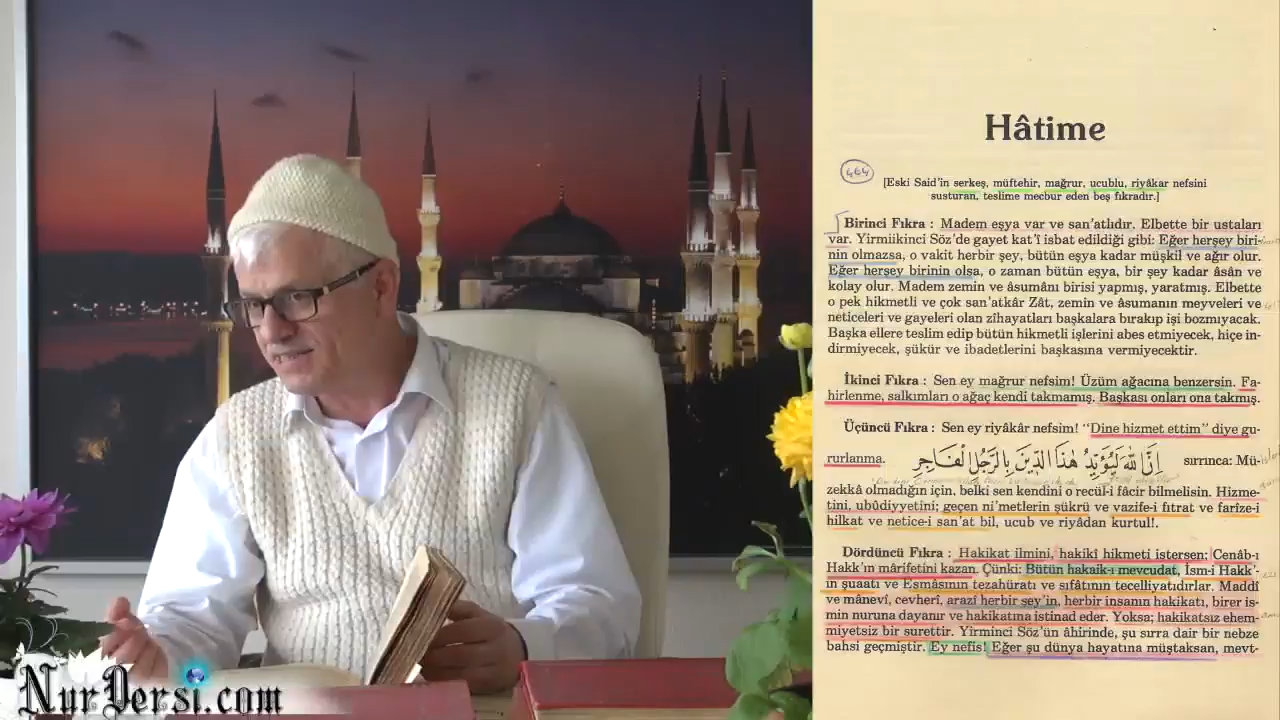 Hâtime
464
[Eski Said'in serkeş, müftehir, mağrur, ucublu, riyâkar nefsini
susturan, teslime mecbur eden beş fıkradır.]
Birinci Fıkra : Madem eşya var ve san'atlıdır. Elbette bir ustaları
var. Yirmiikinci Söz'de gayet kat'i isbat edildiği gibi: Eğer herşey biri-
nin olmazsa, o vakit herbir şey, bütün eşya kadar müşkil ve ağır olur.
Eğer herşey birinin olsa, o zaman bütün eşya, bir şey kadar âsân ve
kolay olur. Madem zemin ve âsumânı birisi yapmış, yaratmış. Elbette
o pek hikmetli ve çok san'atkâr Zât, zemin ve âsumanın meyveleri ve
neticeleri ve gayeleri olan zîhayatları başkalara bırakıp işi bozmıyacak.
Başka ellere teslim edip bütün hikmetli işlerini abes etmiyecek, hiçe in-
dirmiyecek, şükür ve ibadetlerini başkasına vermiyecektir.
İkinci Fıkra : Sen ey mağrur nefsim! Üzüm ağacına benzersin. Fa-
hirlenme, salkımları o ağaç kendi takmamış. Başkası onları ona takmış.
Üçüncü Fıkra : Sen ey riyâkar nefsim! "Dine hizmet ettim" diye gu-
rurlanma. اِنَّ اللّٰهَ لَيُؤَيِّدُ هٰذَا الدِّينَ بِالرَّجُلِ الْفَاجِرِ sırrınca: Mü-
zekkâ olmadığın için, belki sen kendini o recül-i fâcir bilmelisin. Hizme-
tini, ubûdiyyetini; geçen ni'metlerin şükrü ve vazife-i fıtrat ve farîze-i
hilkat ve netice-i san'at bil, ucub ve riyâdan kurtul!.
Dördüncü Fıkra : Hakikat ilmini, hakikî hikmeti istersen; Cenâb-ı
Hakk'ın mârifetini kazan. Çünki: Bütün hakaik-ı mevcudat, İsm-i Hakk'-
ın şuaatı ve Esmâsının tezahüratı ve sıfâtının tecelliyatıdırlar. Maddî
ve mânevî, cevherî, arazî herbir şey'in, herbir insanın hakikatı, birer is-
min nuruna dayanır ve hakikatına istinad eder. Yoksa; hakikatsız ehem-
miyetsiz bir surettir. Yirminci Söz'ün âhirinde, şu sırra dair bir nebze
bahsi geçmiştir. Ey nefis! Eğer şu dünya hayatına müştaksan, mevt-
NurDersi.com